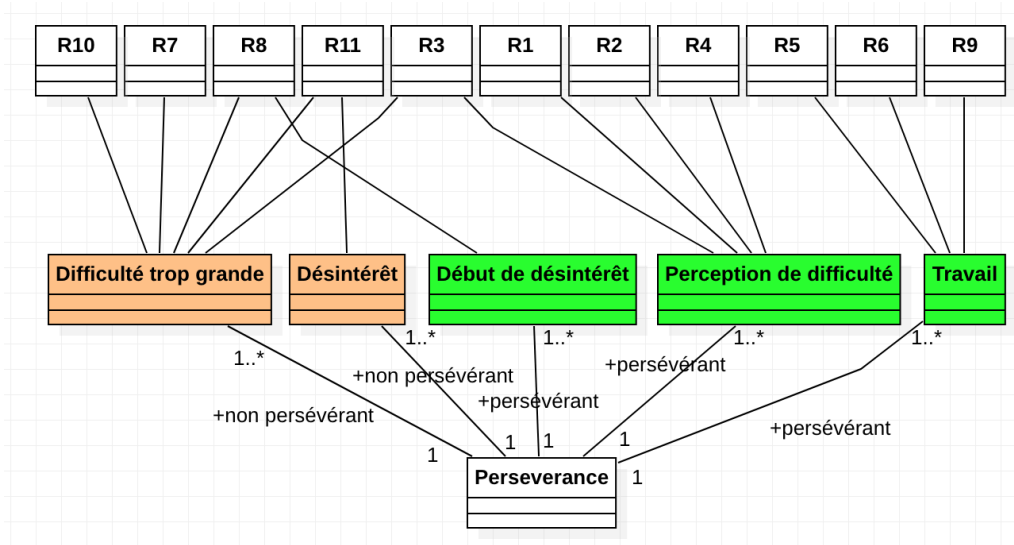 R10
R7
R8
R11
R3
R1
R2
R4
R5
R6
R9
Difficulté trop grande
Désintérêt
Début de désintérêt
Perception de difficulté
Travail
1..*
1..*
1..*
1..*
1..*
+non persévérant
+non persévérant
+persévérant
+persévérant
+persévérant
1
1
1
1
1
Perseverance